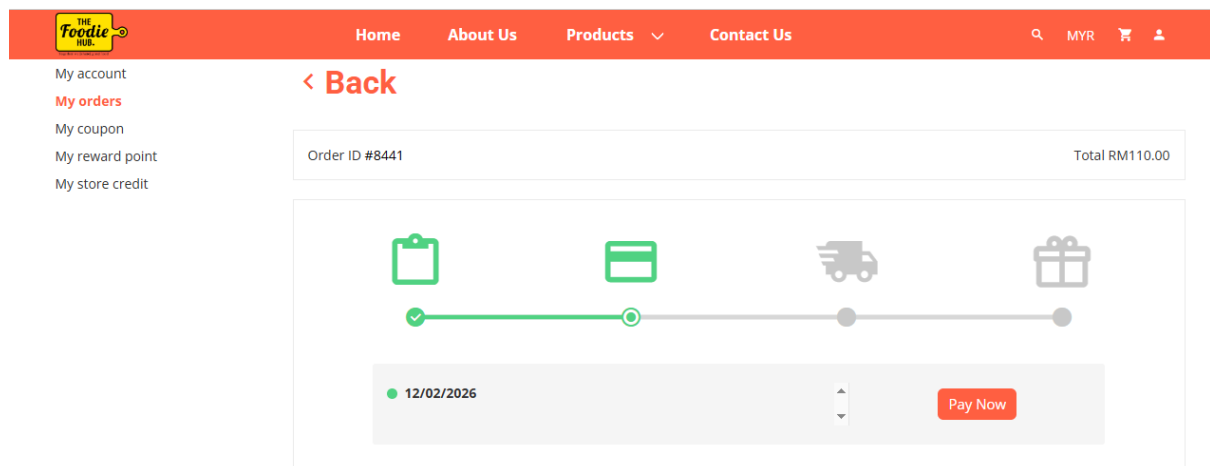 THE
Foodie
HUB.
Home About Us Products Contact Us MYR
My account
My orders
My coupon
My reward point
My store credit
Back
Order ID #8441 Total RM110.00
12/02/2026
Pay Now